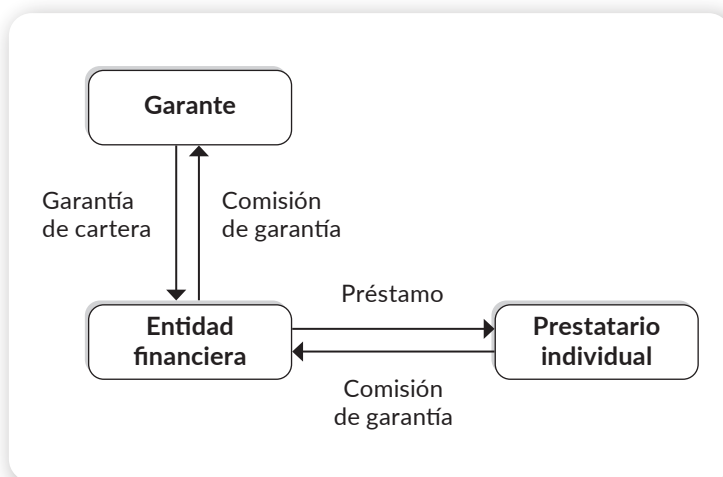 Garante
Garantía
de cartera
Comisión
de garantía
Préstamo
Entidad
financiera
Prestatario
individual
Comisión
de garantía